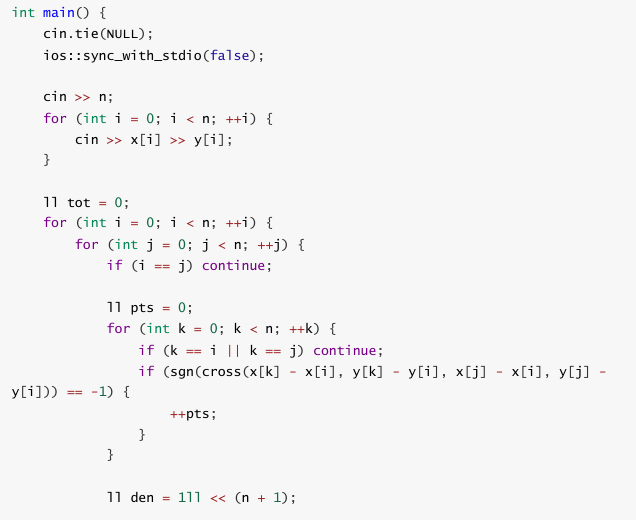 int main() {
    cin.tie(NULL);
    ios::sync_with_stdio(false);

    cin >> n;
    for (int i = 0; i < n; ++i) {
        cin >> x[i] >> y[i];
    }

    ll tot = 0;
    for (int i = 0; i < n; ++i) {
        for (int j = 0; j < n; ++j) {
            if (i == j) continue;

            ll pts = 0;
            for (int k = 0; k < n; ++k) {
                if (k == i || k == j) continue;
                if (sgn(cross(x[k] - x[i], y[k] - y[i], x[j] - x[i], y[j] -
y[i])) == -1) {
                    ++pts;
                }
            }

            ll den = 1ll << (n + 1);